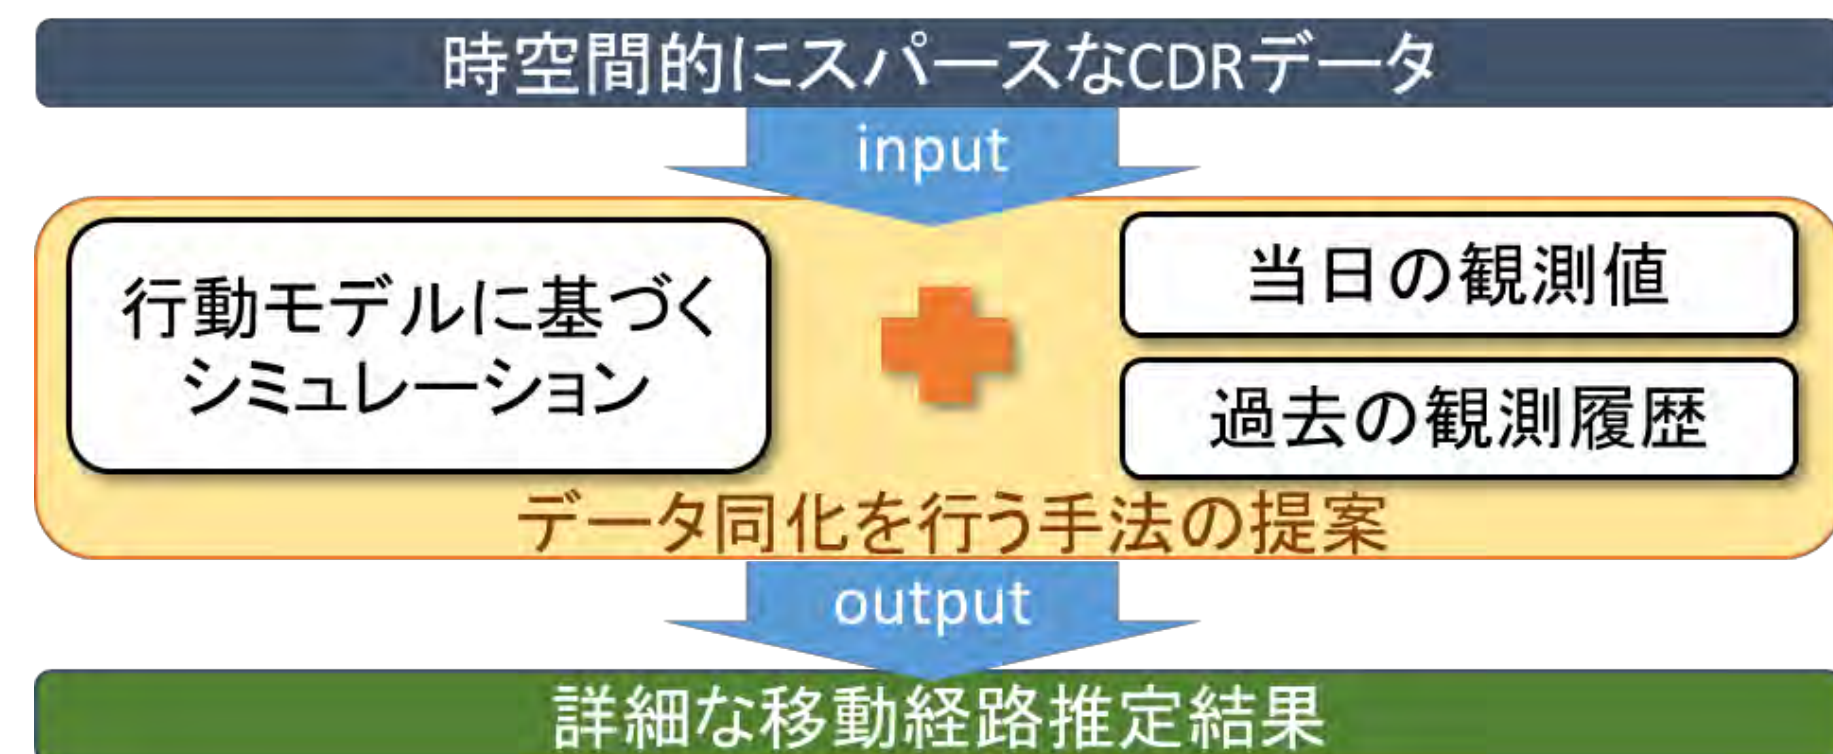 時空間的にスパースなCDRデータ
input
行動モデルに基づく
シミュレーション
当日の観測値
過去の観測履歴
データ同化を行う手法の提案
output
詳細な移動経路推定結果